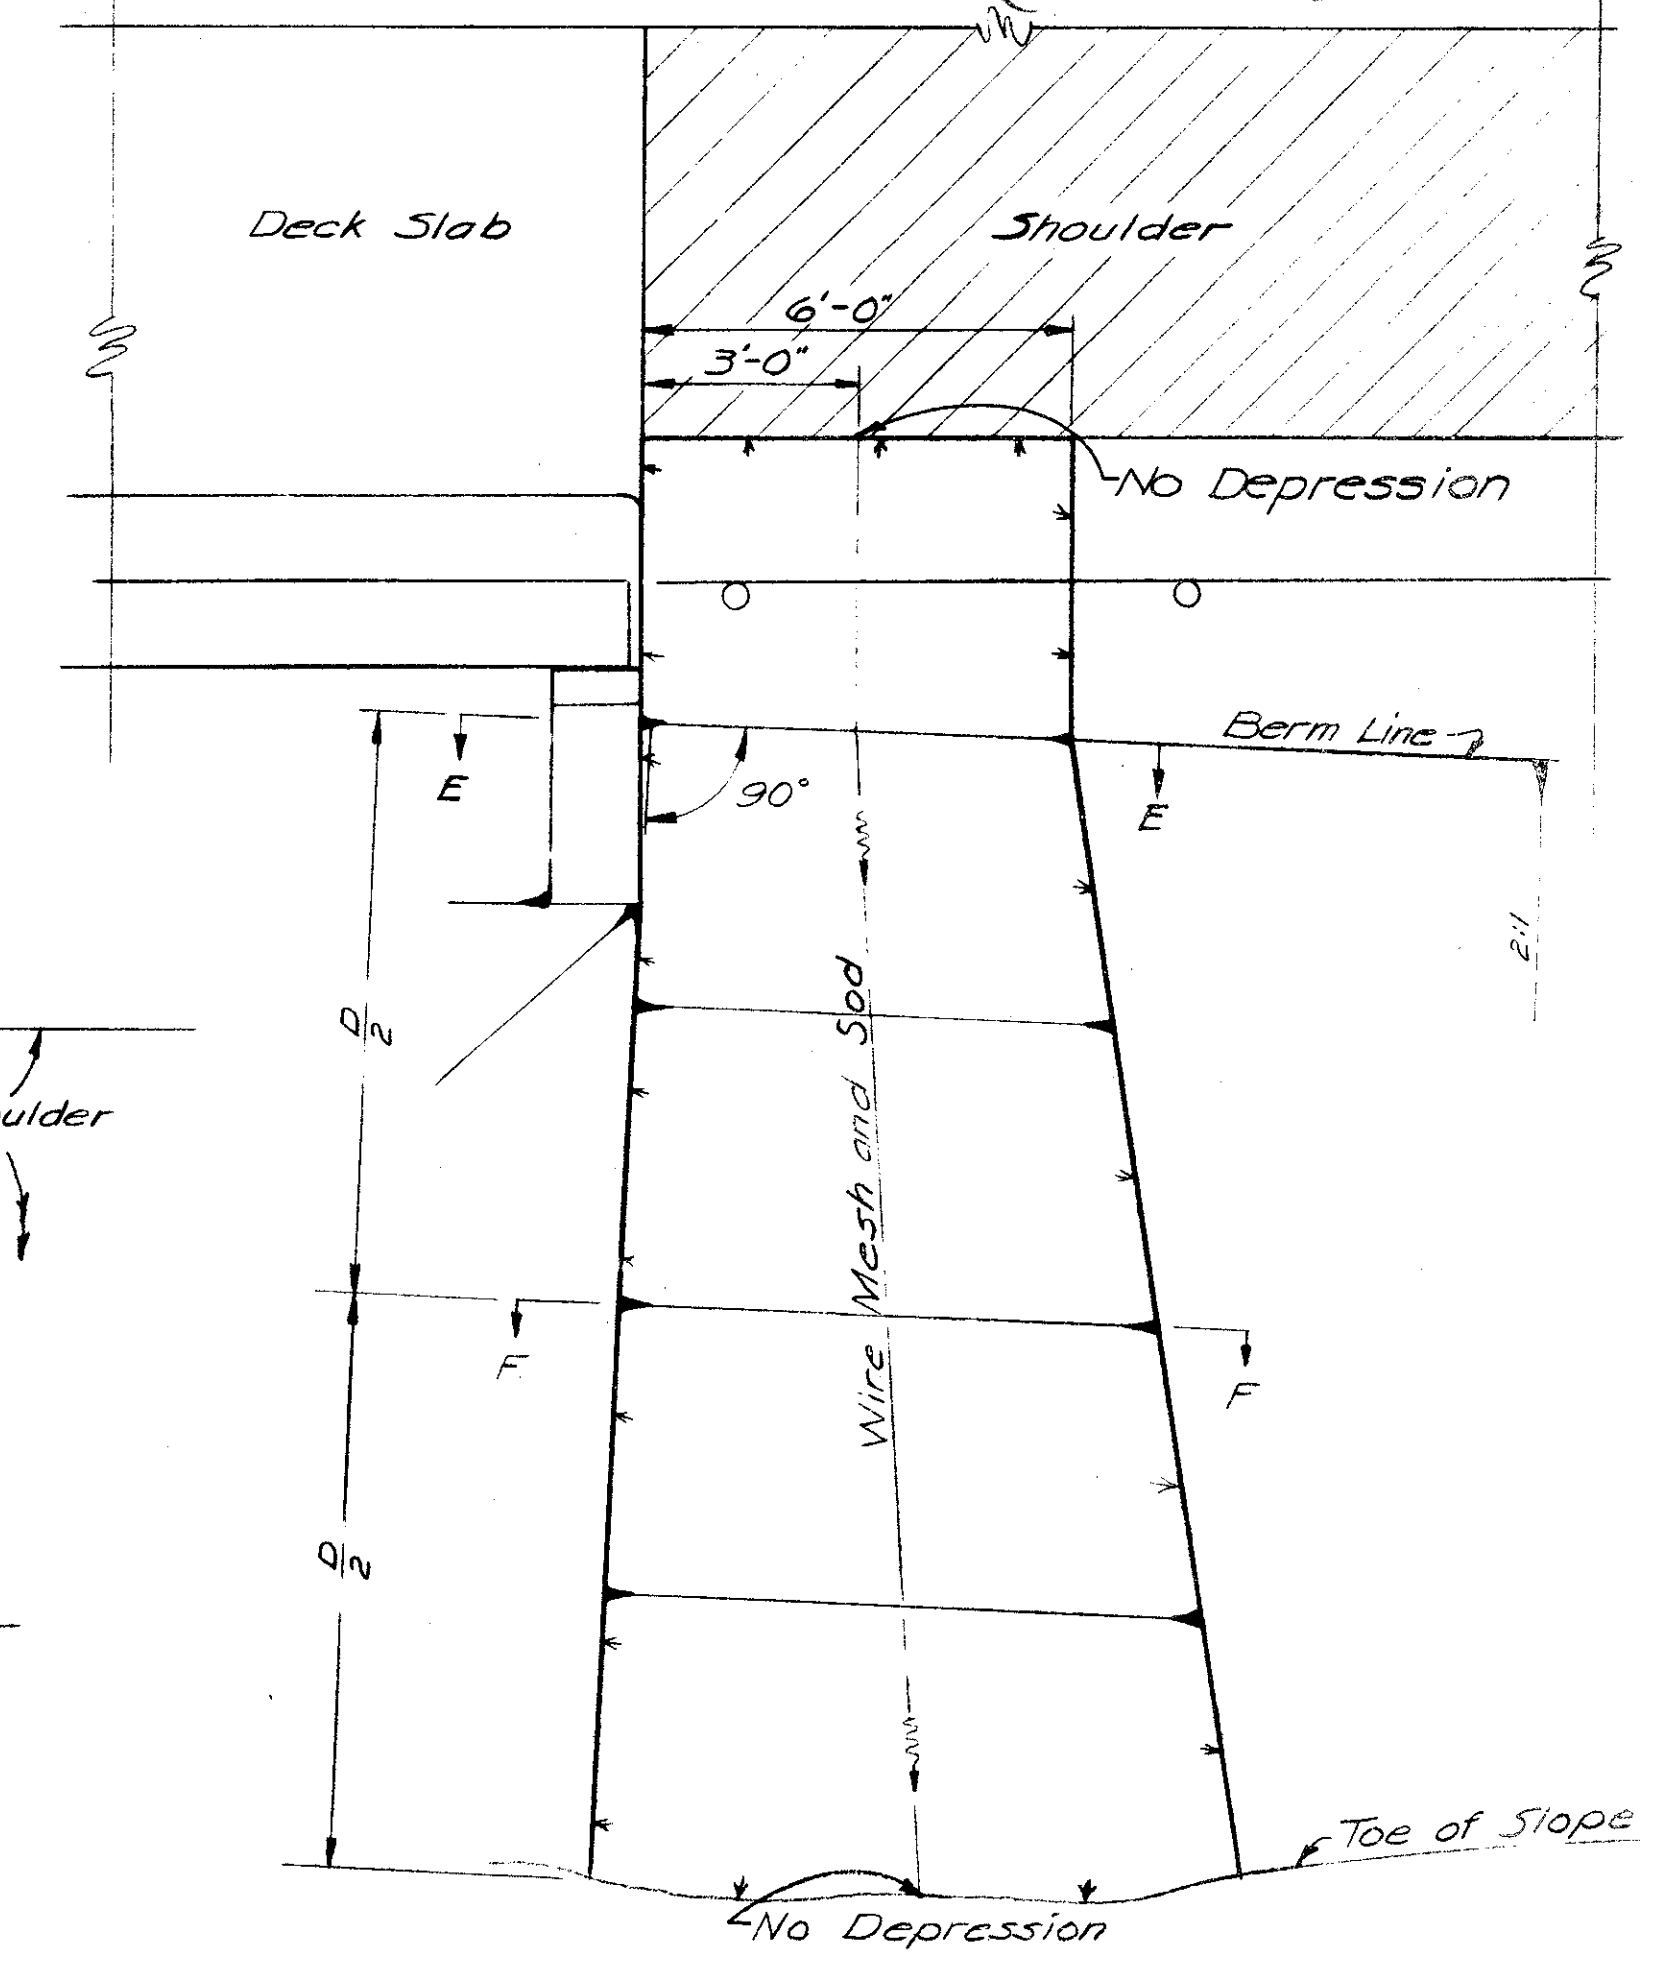 Deck Slab
Shoulder
6'-0"
3'-0"
No Depression
Berm Line
E
90°
E
2:1
D/2
ulder
Wire Mesh and Sod
F
F
D/2
Toe of Slope
No Depression